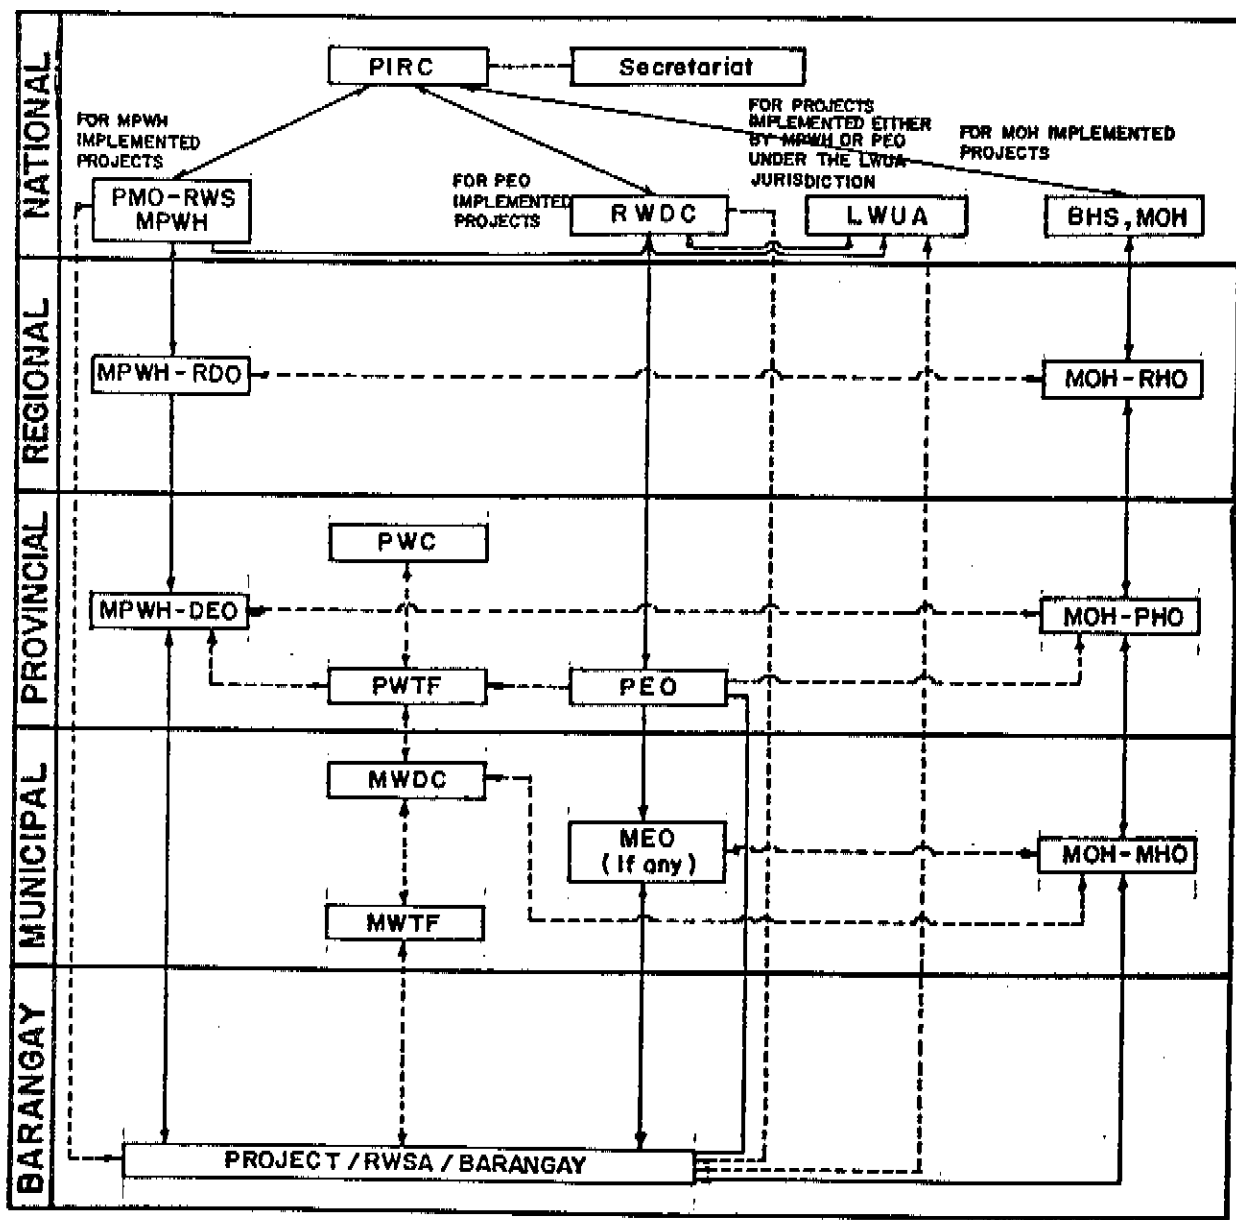 NATIONAL
PIRC
Secretariat
FOR MPWH
IMPLEMENTED
PROJECTS
FOR PROJECTS
IMPLEMENTED EITHER
BY MPWH OR PEO
UNDER THE LWUA
JURISDICTION
FOR MOH IMPLEMENTED
PROJECTS
FOR PEO
IMPLEMENTED
PROJECTS
PMO-RWS
MPWH
RWDC
LWUA
BHS, MOH
REGIONAL
MPWH-RDO
MOH-RHO
PROVINCIAL
PWC
MPWH-DEO
MOH-PHO
PWTF
PEO
MUNICIPAL
MWDC
MEO
(if any)
MOH-MHO
MWTF
BARANGAY
PROJECT/RWSA/BARANGAY